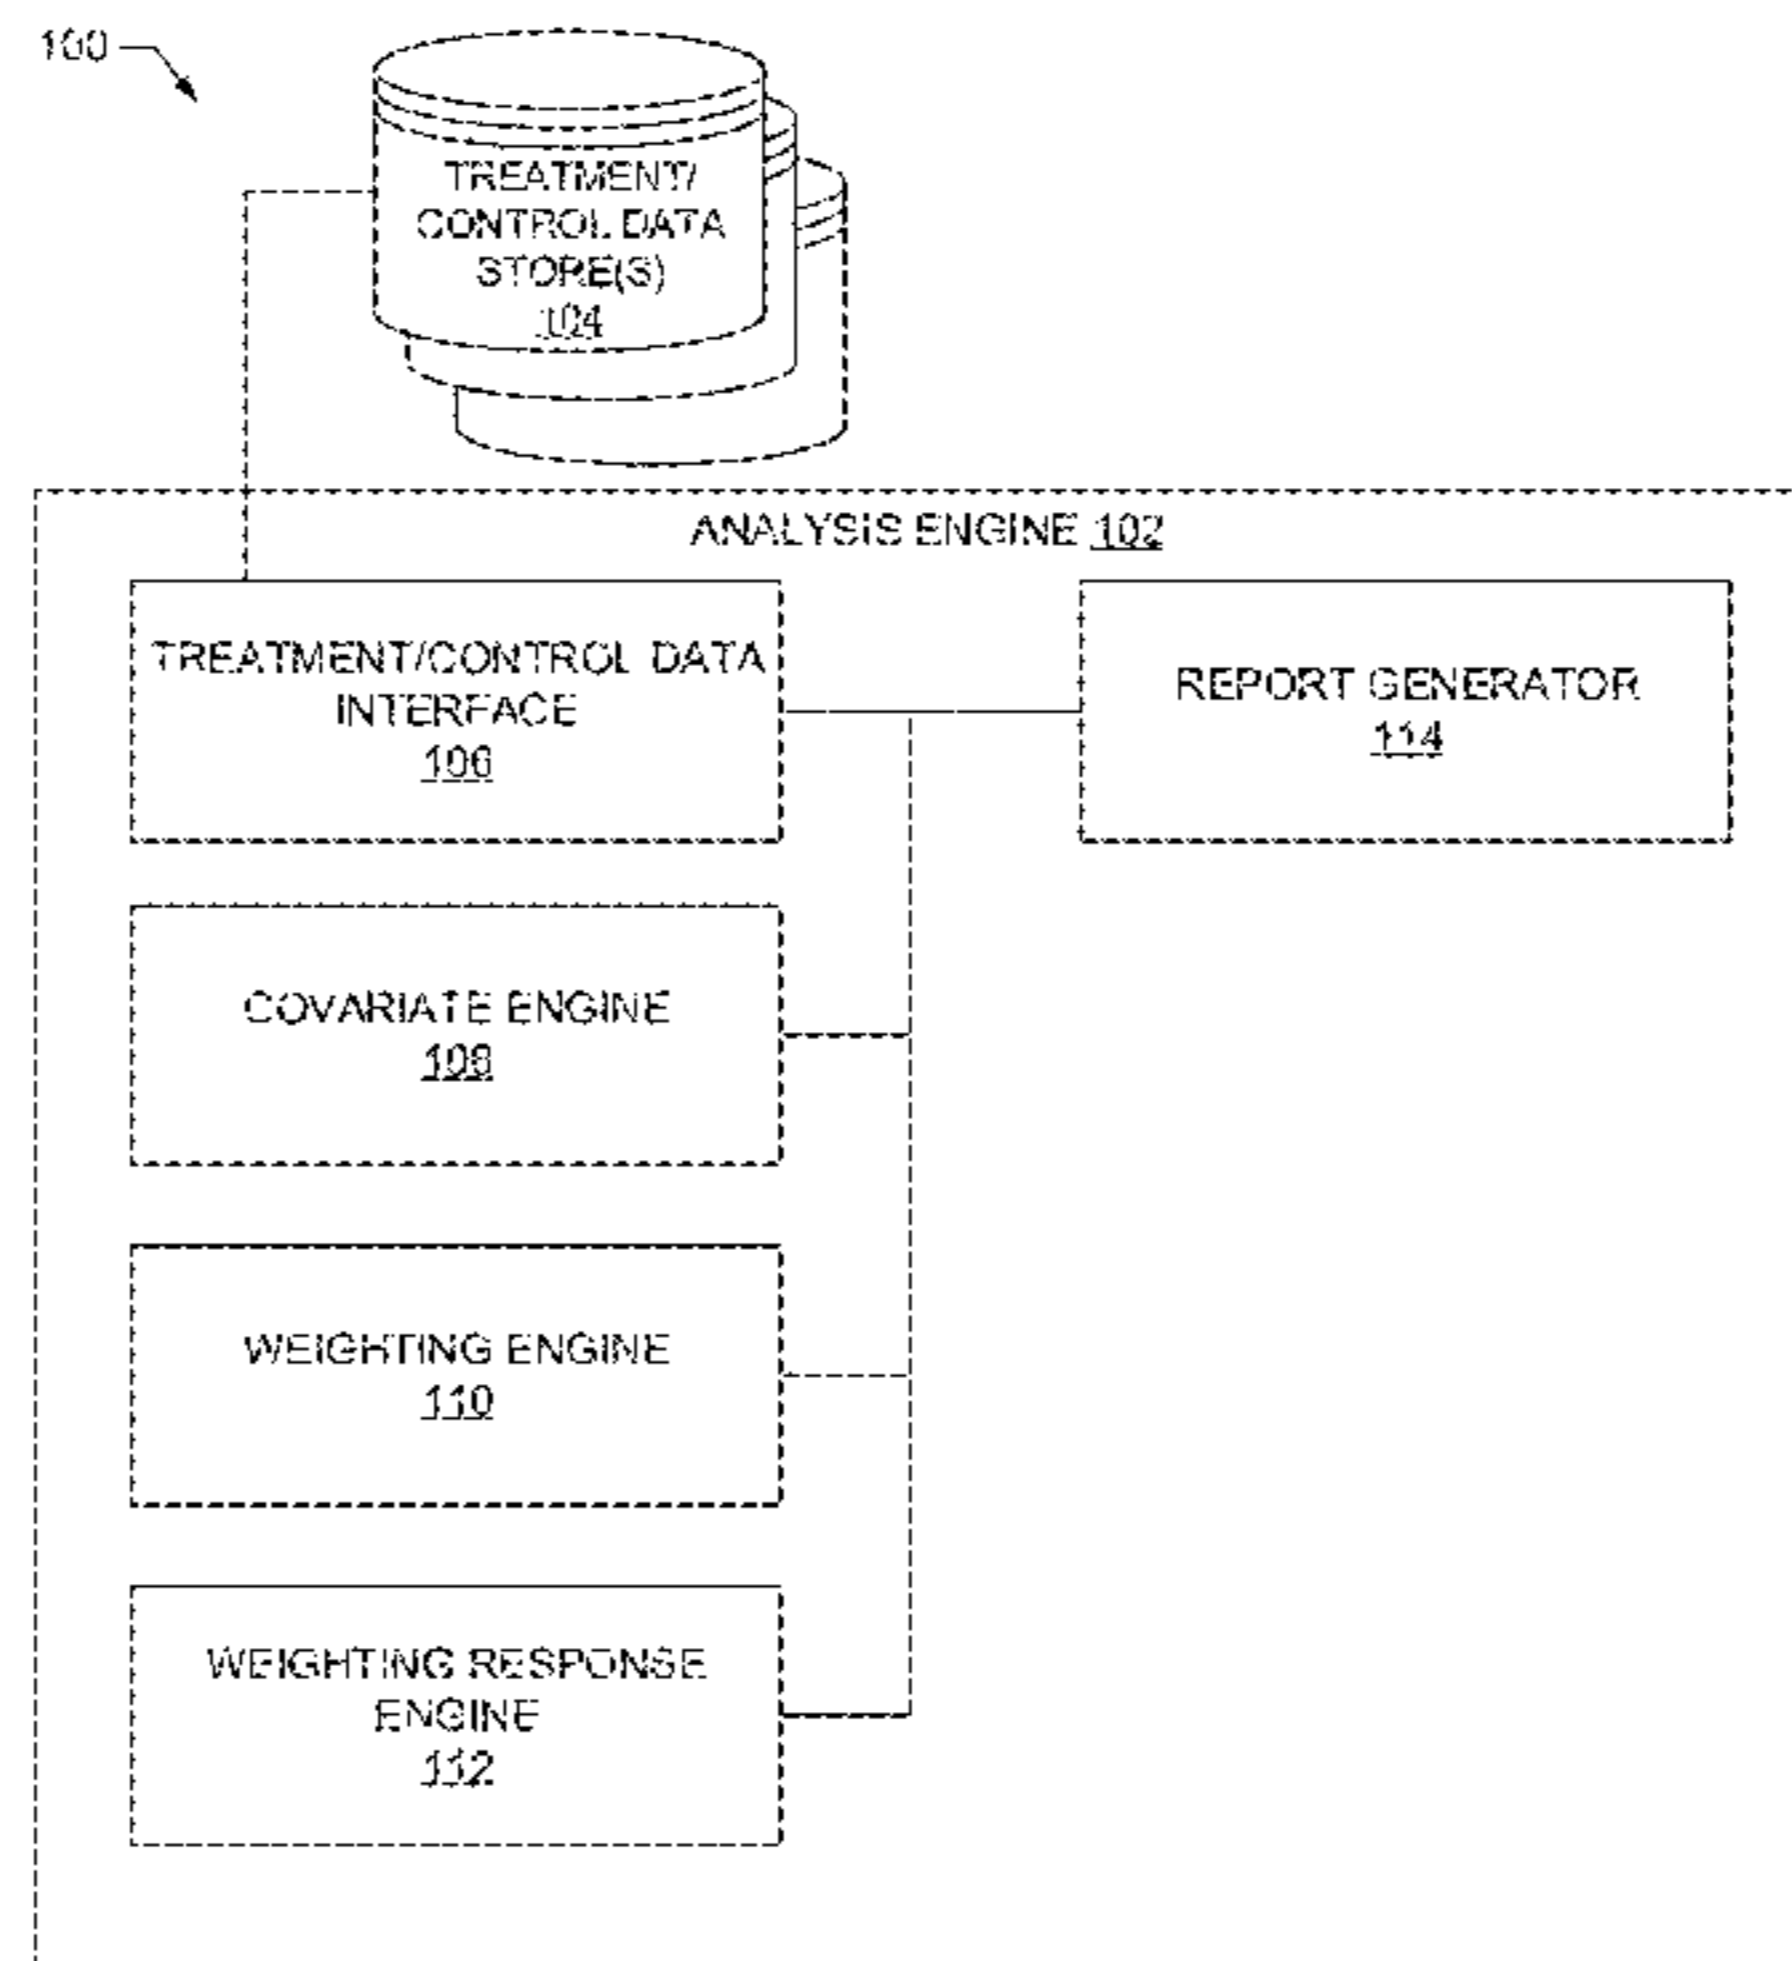 100
TREATMENT/
CONTROL DATA
STORE(S)
104
ANALYSIS ENGINE 102
TREATMENT/CONTROL DATA
INTERFACE
106
REPORT GENERATOR
114
COVARIATE ENGINE
108
WEIGHTING ENGINE
110
WEIGHTING RESPONSE
ENGINE
112